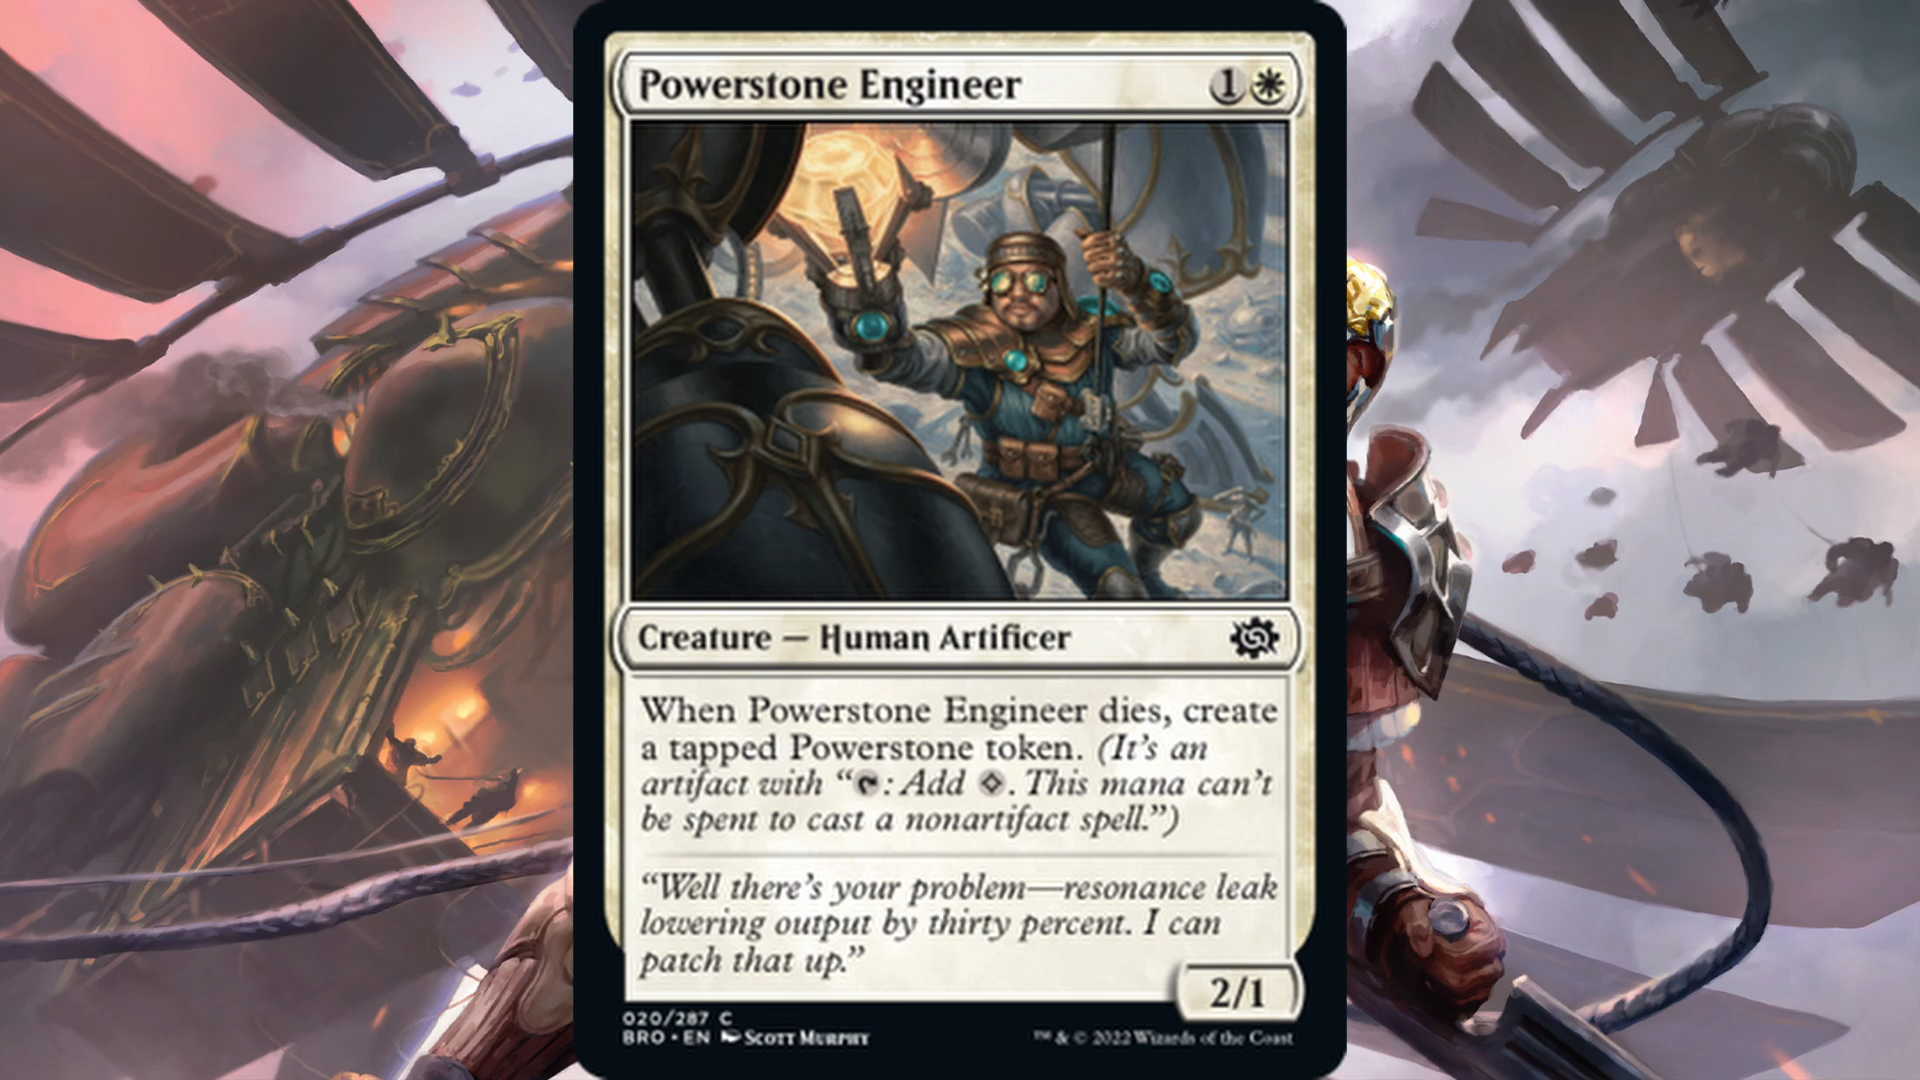 Powerstone Engineer 1
Creature — Human Artificer
When Powerstone Engineer dies, create
a tapped Powerstone token. (It's an
artifact with “: Add . This mana can't
be spent to cast a nonartifact spell.”)
“Well there's your problem—resonance leak
lowering output by thirty percent. I can
patch that up.”
2/1
020/287 C
BRO • EN Scott Murphy
™ & © 2022 Wizards of the Coast